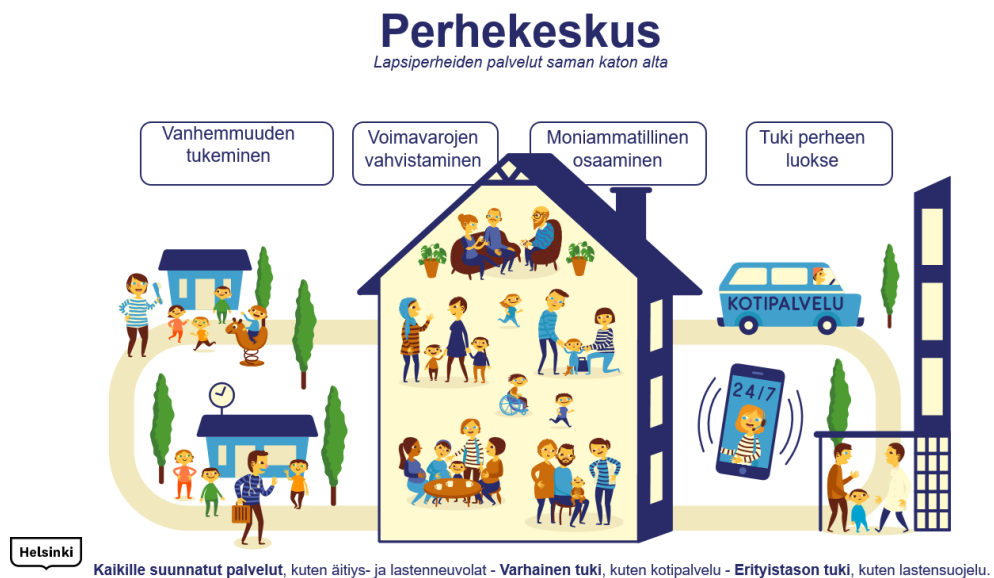 Perhekeskus
Lapsiperheiden palvelut saman katon alta
Vanhemmuuden
tukeminen
Voimavarojen
vahvistaminen
Moniammatillinen
osaaminen
Tuki perheen
luokse
KOTIPALVELU
24/7
Helsinki
Kaikille suunnatut palvelut, kuten äitiys- ja lastenneuvolat - Varhainen tuki, kuten kotipalvelu - Erityistason tuki, kuten lastensuojelu.